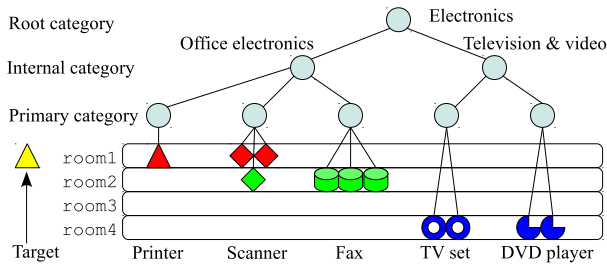 Root category
Electronics
Office electronics
Television & video
Internal category
Primary category
room1
room2
room3
room4
Target
Printer
Scanner
Fax
TV set
DVD player